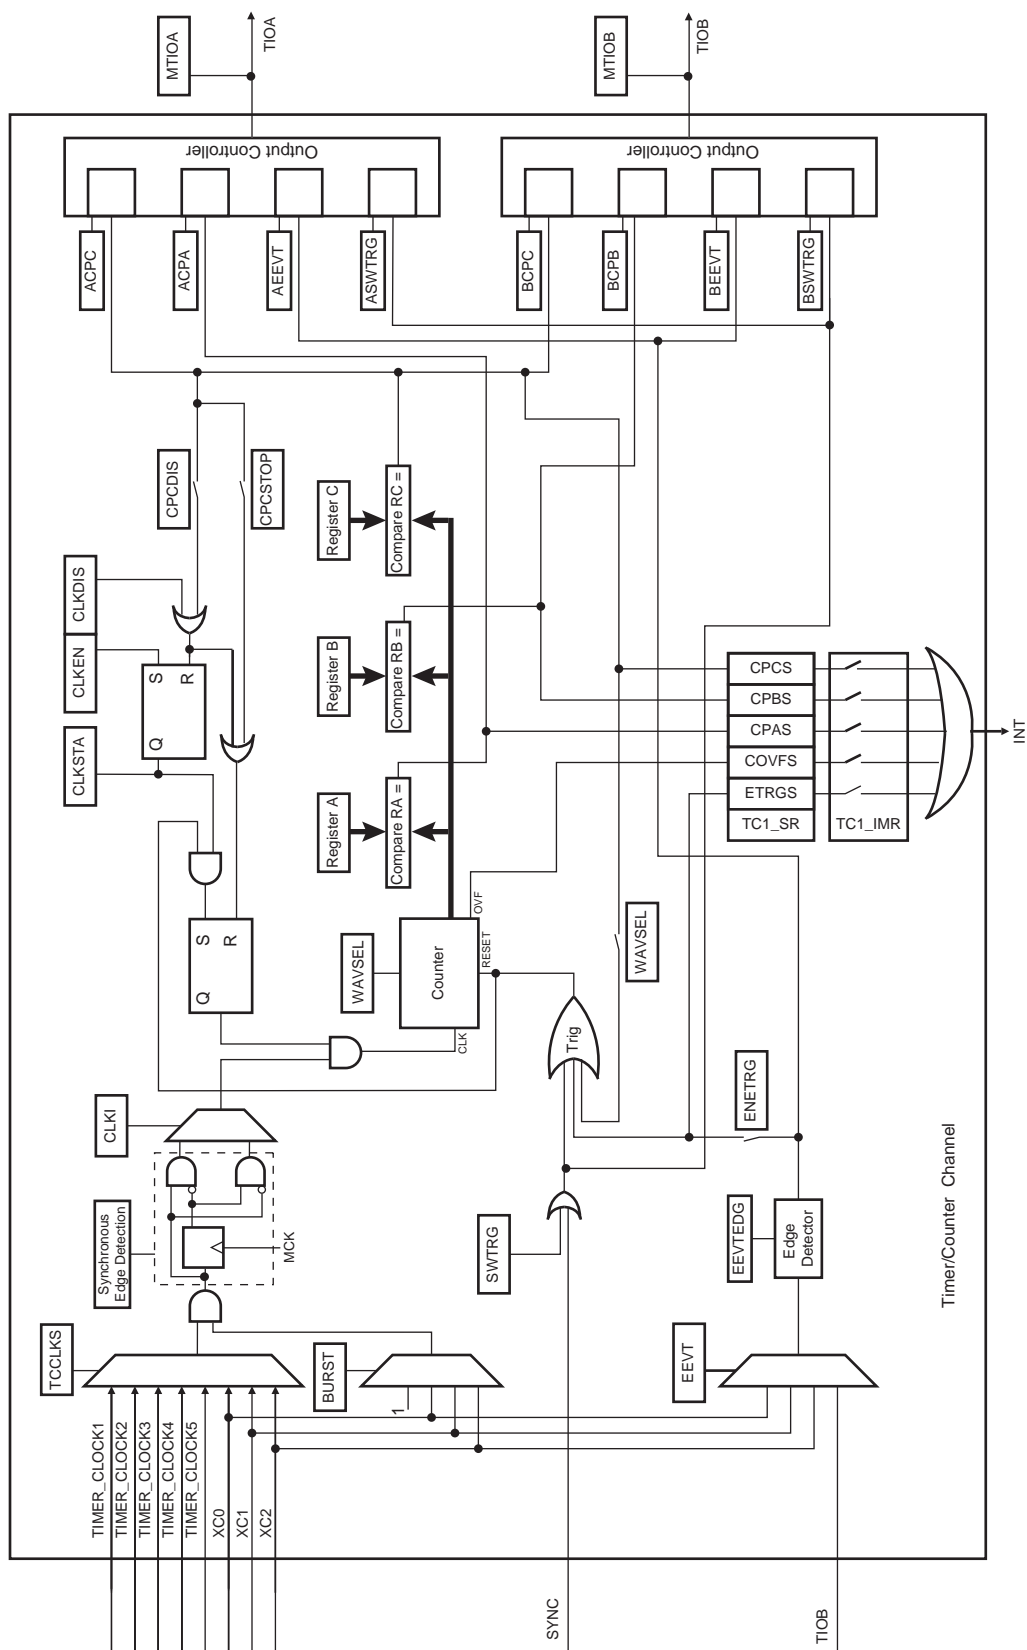 TIMER_CLOCK1
TIMER_CLOCK2
TIMER_CLOCK3
TIMER_CLOCK4
TIMER_CLOCK5
XC0
XC1
XC2
TCCLKS
Synchronous
Edge Detection
MCK
CLKI
CLKSTA
CLKEN
CLKDIS
Q
S
R
Q
S
R
CPCDIS
CPCSTOP
ACPC
ACPA
AEEVT
ASWTRG
Output Controller
MTIOA
TIOA
BURST
1
WAVSEL
Counter
CLK
RESET
OVF
Register A
Register B
Register C
Compare RA =
Compare RB =
Compare RC =
SYNC
SWTRG
Trig
WAVSEL
BCPC
BCPB
BEEVT
BSWTRG
Output Controller
MTIOB
TIOB
TIOB
EEVT
EEVTEDG
Edge
Detector
ENETRG
CPCS
CPBS
CPAS
COVFS
ETRGS
TC1_SR
TC1_IMR
INT
Timer/Counter Channel